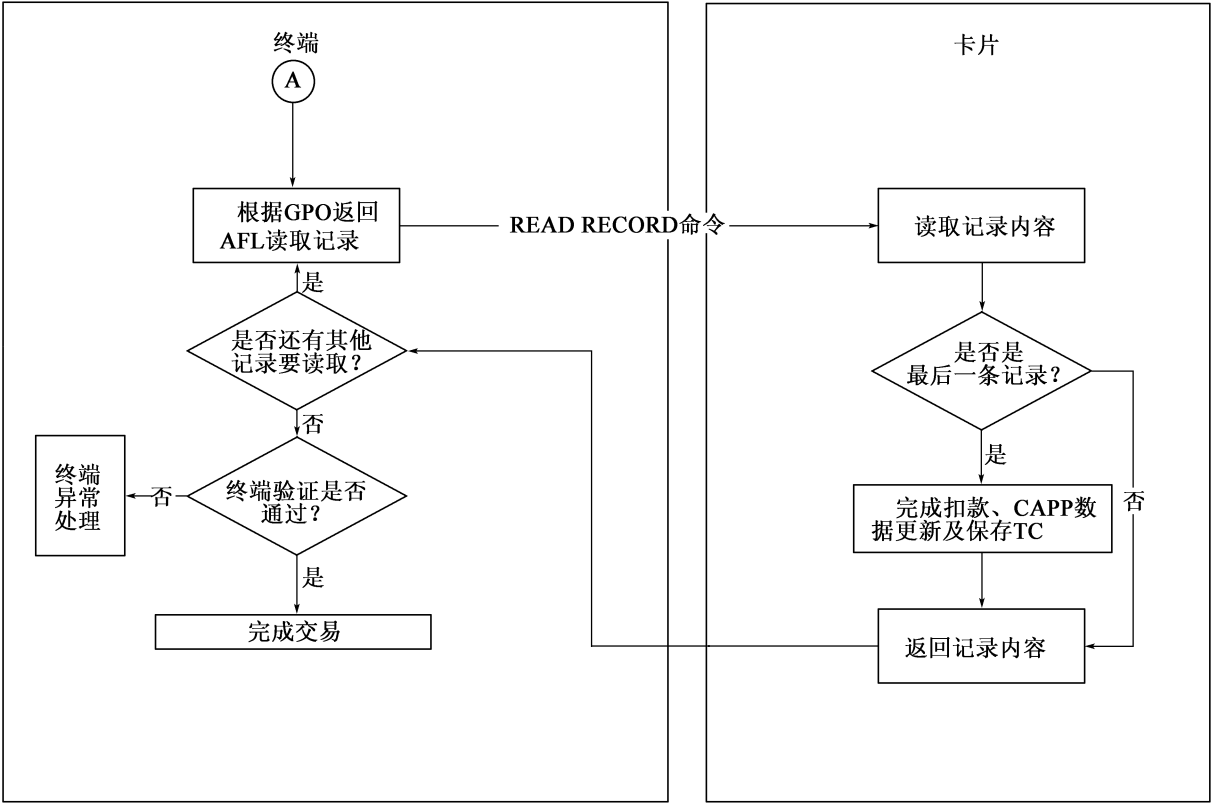 终端
A
根据GPO返回
AFL读取记录
是
是否还有其他
记录要读取?
否
终端验证是否
通过?
否
终端
异常
处理
是
完成交易
READ RECORD命令
卡片
读取记录内容
是否是
最后一条记录?
是
否
完成扣款、CAPP数
据更新及保存TC
返回记录内容